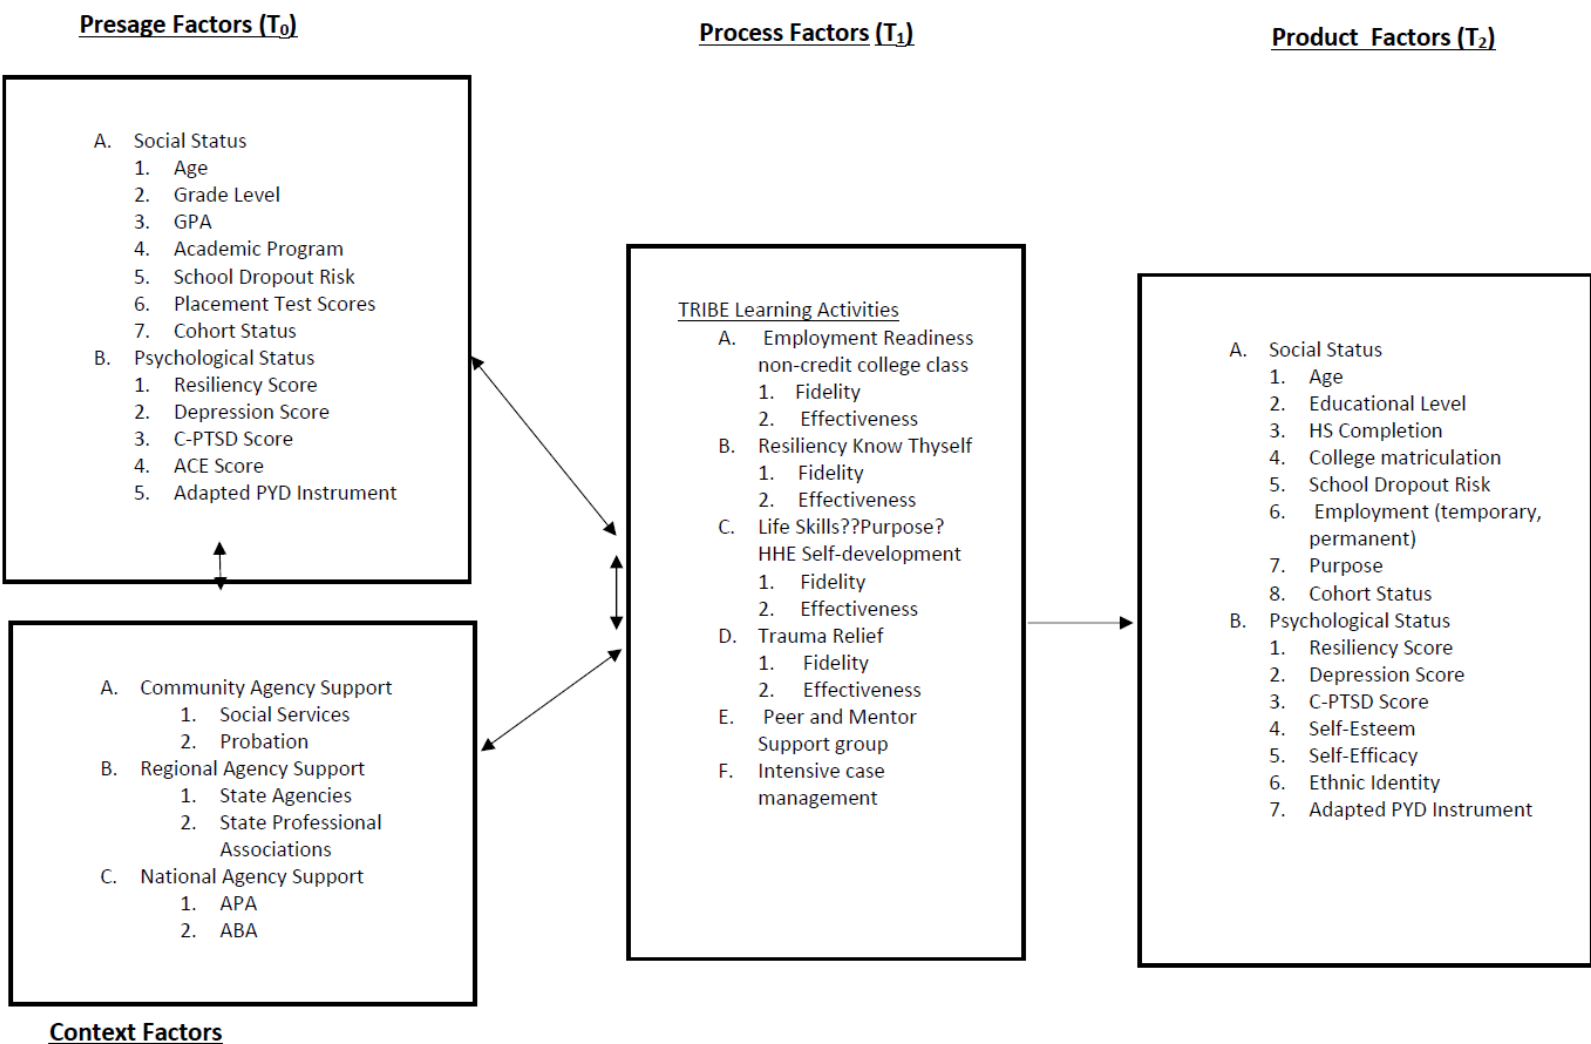 Presage Factors (T₀)
A. Social Status
1. Age
2. Grade Level
3. GPA
4. Academic Program
5. School Dropout Risk
6. Placement Test Scores
7. Cohort Status
B. Psychological Status
1. Resiliency Score
2. Depression Score
3. C-PTSD Score
4. ACE Score
5. Adapted PYD Instrument
A. Community Agency Support
1. Social Services
2. Probation
B. Regional Agency Support
1. State Agencies
2. State Professional
Associations
C. National Agency Support
1. APA
2. ABA
Context Factors
Process Factors (T₁)
TRIBE Learning Activities
A. Employment Readiness
non-credit college class
1. Fidelity
2. Effectiveness
B. Resiliency Know Thyself
1. Fidelity
2. Effectiveness
C. Life Skills??Purpose?
HHE Self-development
1. Fidelity
2. Effectiveness
D. Trauma Relief
1. Fidelity
2. Effectiveness
E. Peer and Mentor
Support group
F. Intensive case
management
Product Factors (T₂)
A. Social Status
1. Age
2. Educational Level
3. HS Completion
4. College matriculation
5. School Dropout Risk
6. Employment (temporary,
permanent)
7. Purpose
8. Cohort Status
B. Psychological Status
1. Resiliency Score
2. Depression Score
3. C-PTSD Score
4. Self-Esteem
5. Self-Efficacy
6. Ethnic Identity
7. Adapted PYD Instrument